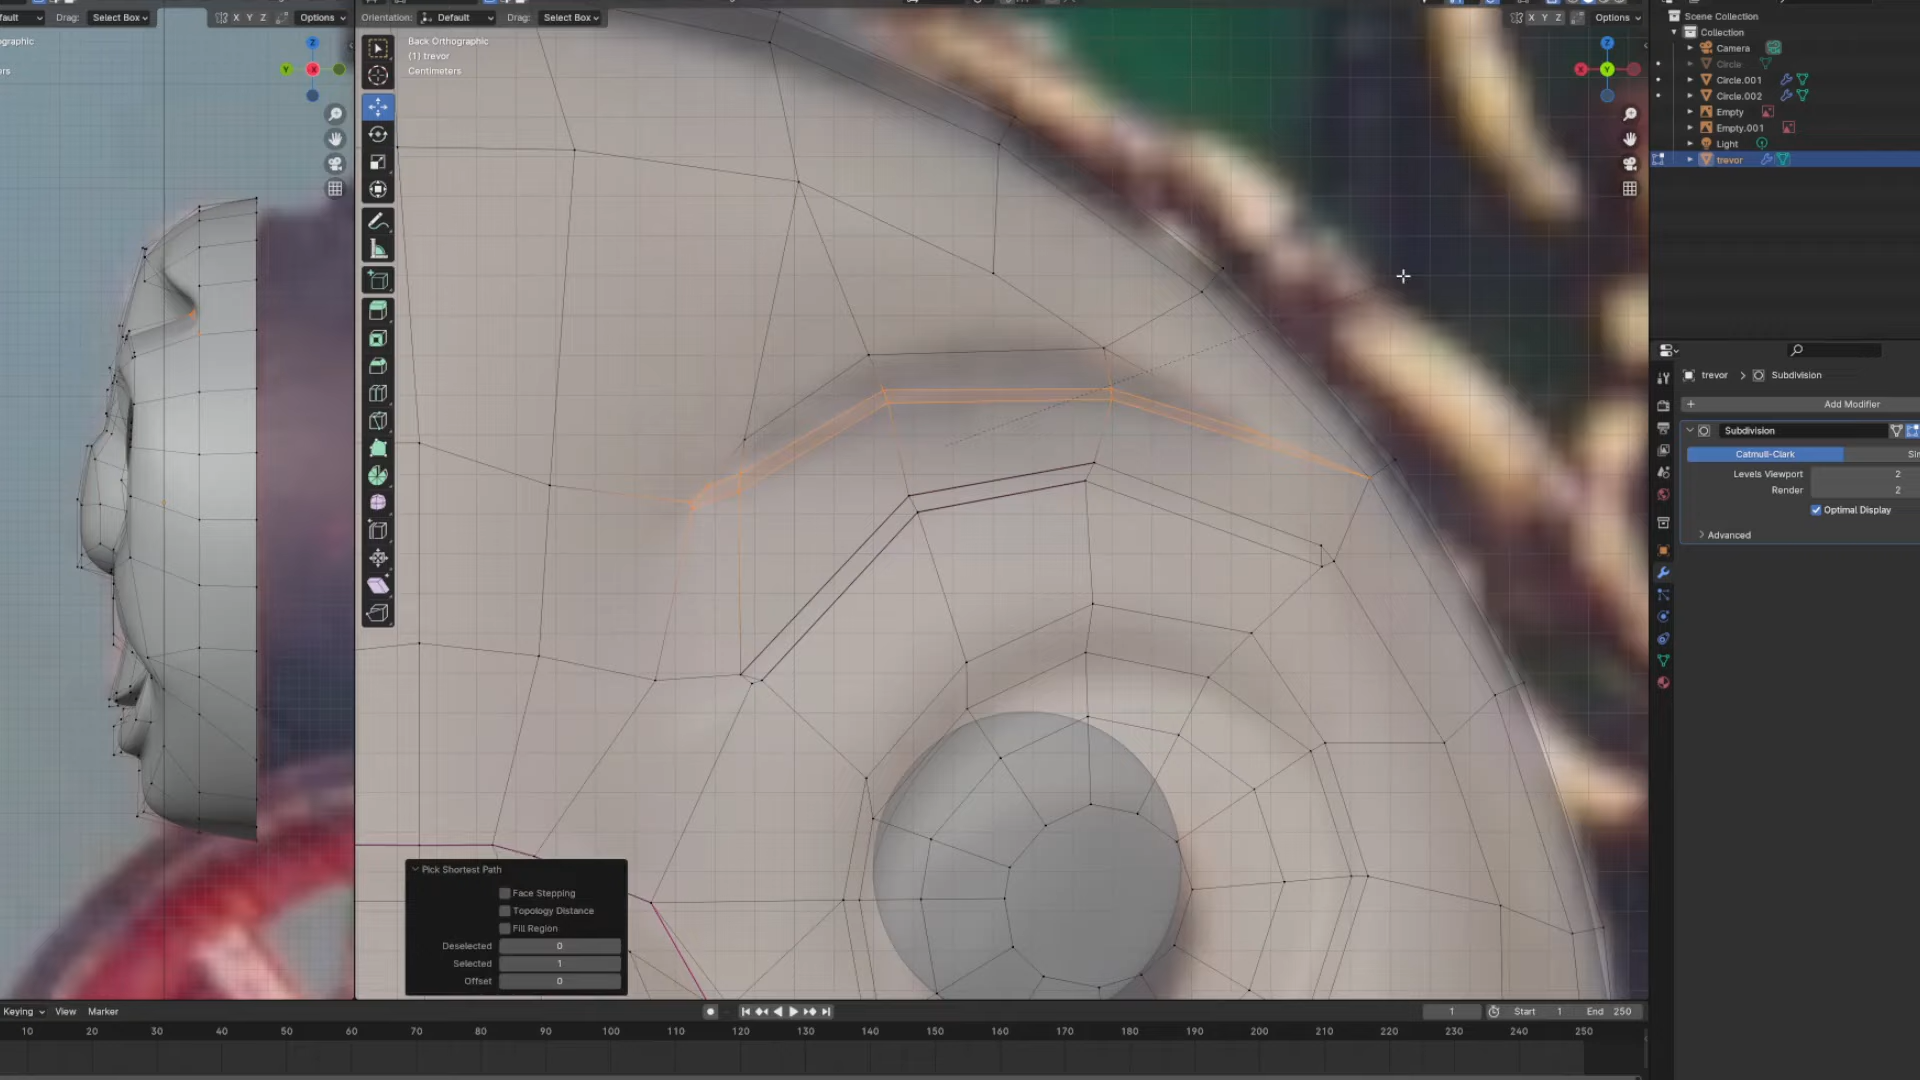 fault
Drag:
Select Box
X Y Z
Options
Orientation:
Default
Drag:
Select Box
X Y Z
Options
ographic
ers
X
Y
Z
Back Orthographic
(1) trevor
Centimeters
X
Y
Z
Scene Collection
Collection
Camera
Circle
Circle.001
Circle.002
Empty
Empty.001
Light
trevor
trevor
Subdivision
Add Modifier
Subdivision
Catmull-Clark
Sim
Levels Viewport 2
Render 2
Optimal Display
Advanced
Pick Shortest Path
Face Stepping
Topology Distance
Fill Region
Deselected 0
Selected 1
Offset 0
Keying
View
Marker
1
Start 1
End 250
10 20 30 40 50 60 70 80 90 100 110 120 130 140 150 160 170 180 190 200 210 220 230 240 250